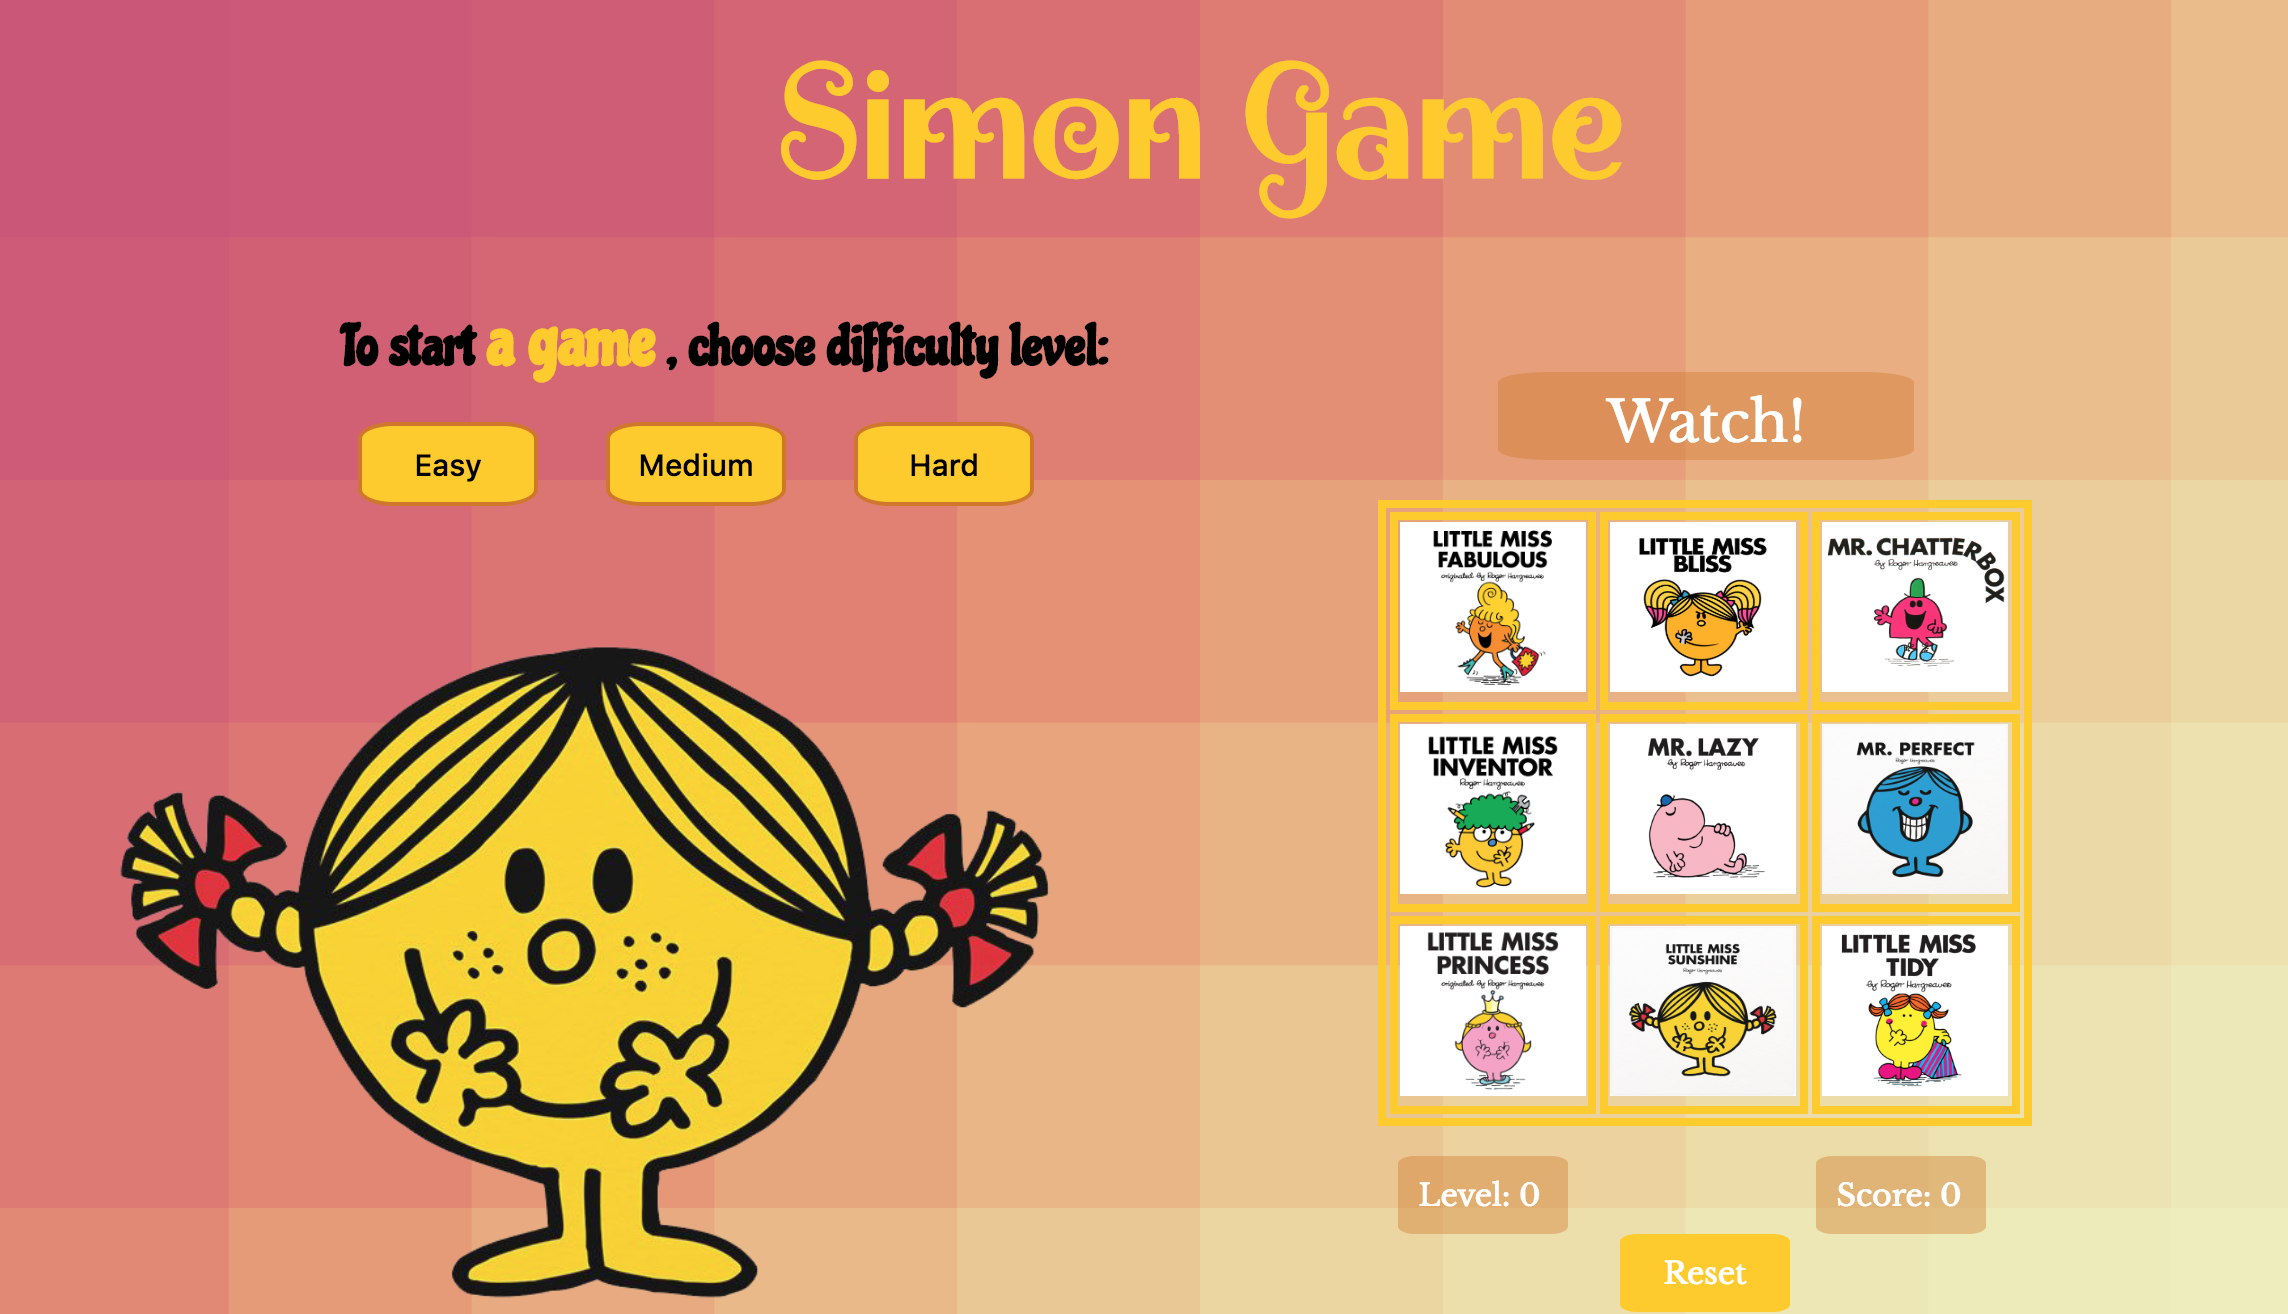 Simon Game
To start a game , choose difficulty level:
Easy
Medium
Hard
Watch!
LITTLE MISS
FABULOUS
originated by Roger Hargreaves
LITTLE MISS
BLISS
MR. CHATTERBOX
by Roger Hargreaves
LITTLE MISS
INVENTOR
Roger Hargreaves
MR. LAZY
by Roger Hargreaves
MR. PERFECT
Roger Hargreaves
LITTLE MISS
PRINCESS
originated by Roger Hargreaves
LITTLE MISS
SUNSHINE
Roger Hargreaves
LITTLE MISS
TIDY
by Roger Hargreaves
Level: 0
Score: 0
Reset